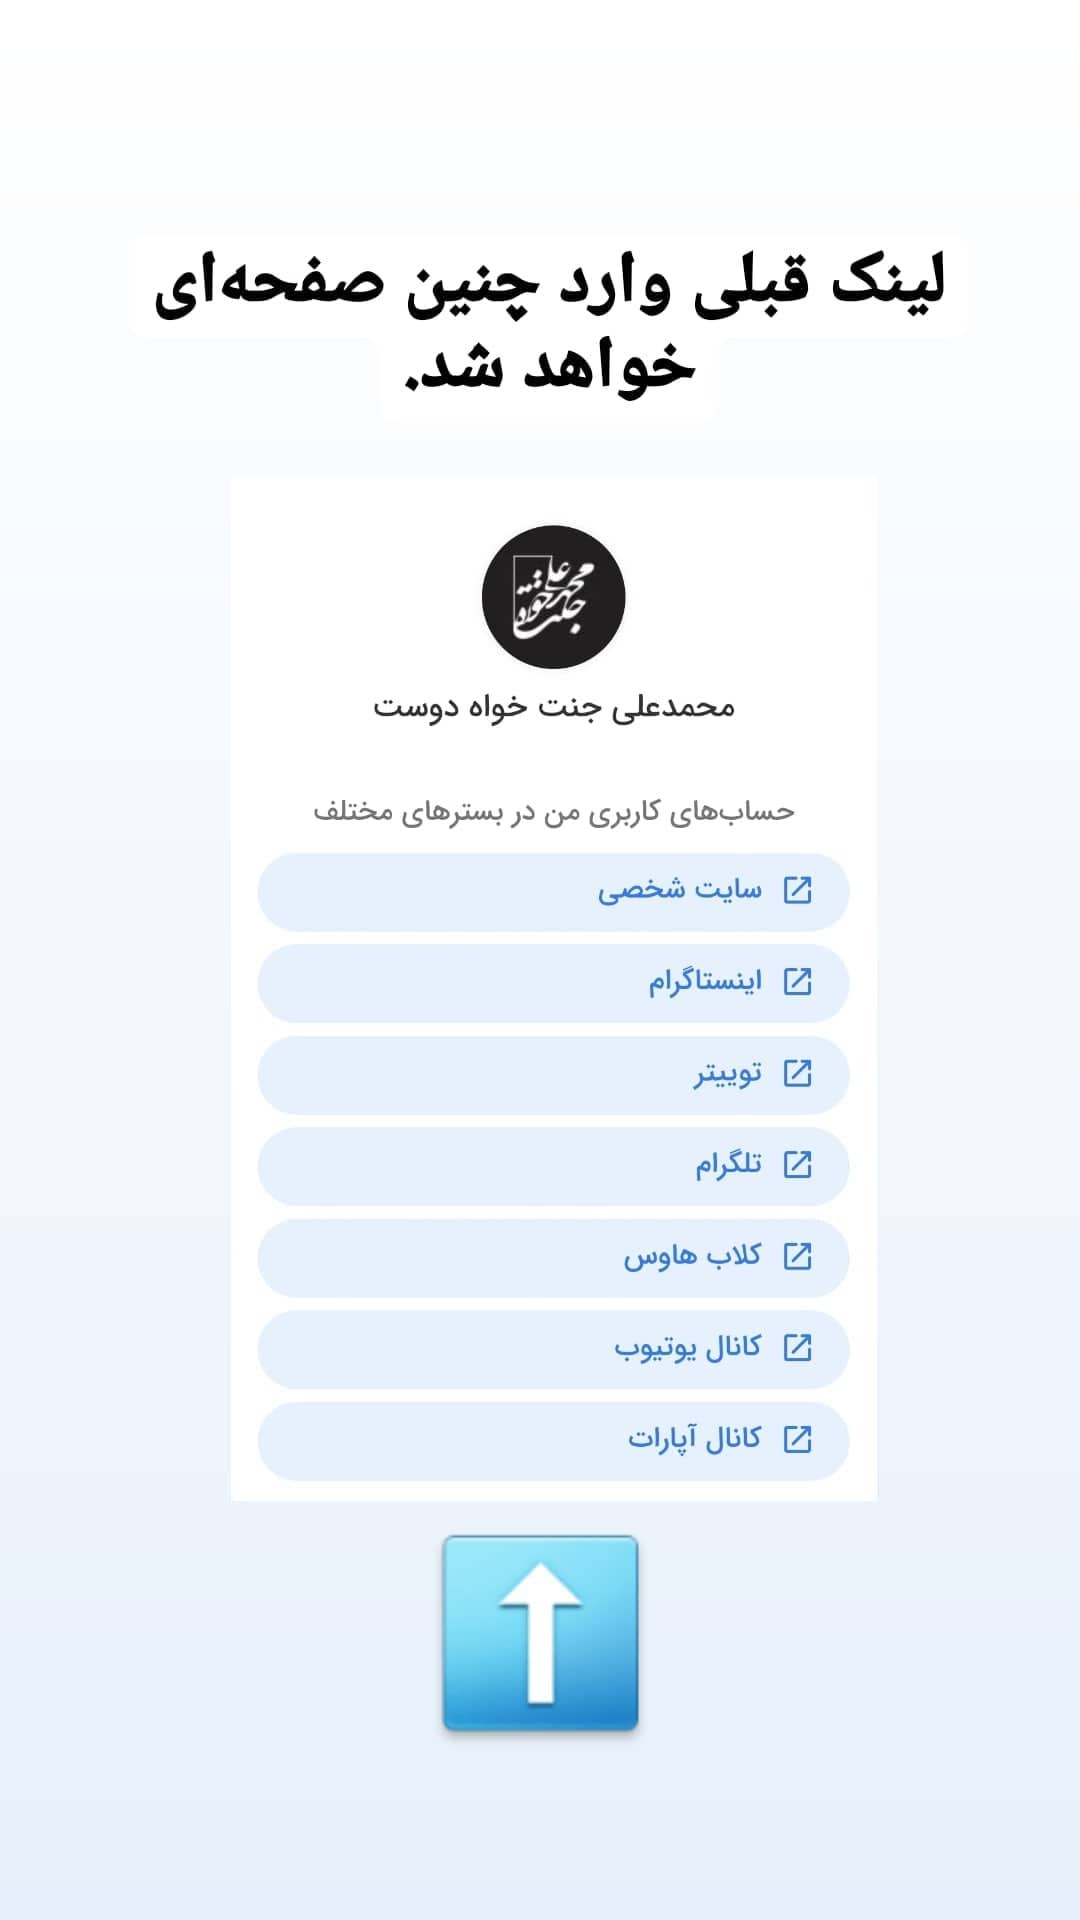 لینک قبلی وارد چنین صفحه‌ای
خواهد شد.
محمدعلی جنت خواه
محمدعلی جنت خواه دوست
حساب‌های کاربری من در بسترهای مختلف
سایت شخصی
اینستاگرام
توییتر
تلگرام
کلاب هاوس
کانال یوتیوب
کانال آپارات